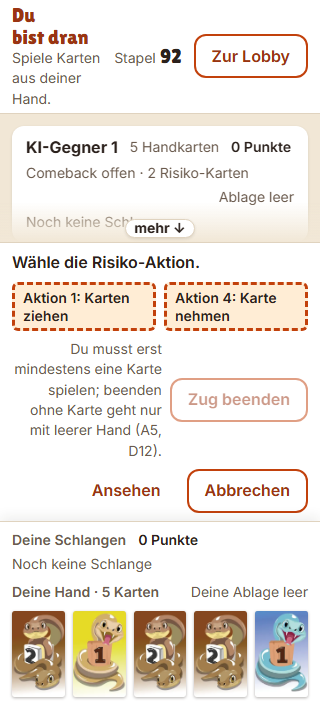 Du
bist dran
Spiele Karten
aus deiner
Hand.
Stapel 92
Zur Lobby
KI-Gegner 1 5 Handkarten 0 Punkte
Comeback offen · 2 Risiko-Karten
Ablage leer
Noch keine Schl
mehr ↓
Wähle die Risiko-Aktion.
Aktion 1: Karten
ziehen
Aktion 4: Karte
nehmen
Du musst erst
mindestens eine Karte
spielen; beenden
ohne Karte geht nur
mit leerer Hand (A5,
D12).
Zug beenden
Ansehen
Abbrechen
Deine Schlangen 0 Punkte
Noch keine Schlange
Deine Hand · 5 Karten
Deine Ablage leer
2 1 2 2 1